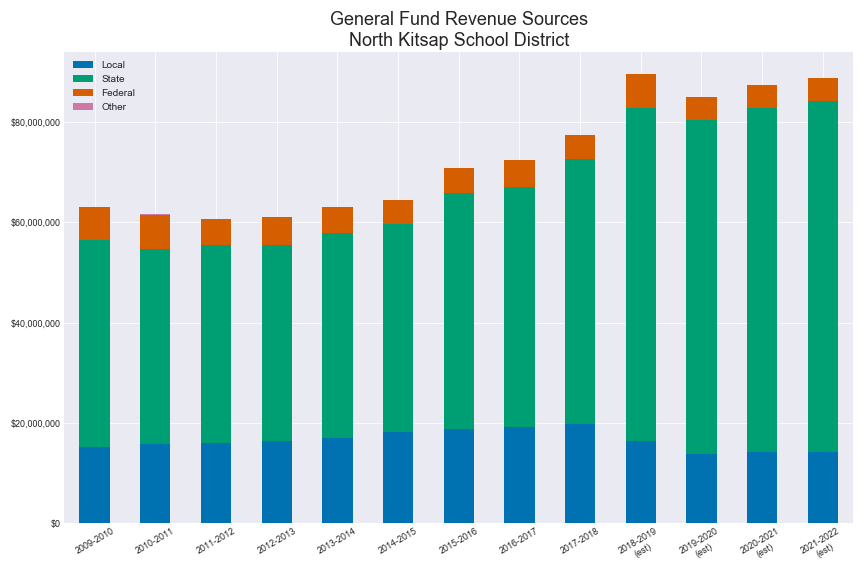 General Fund Revenue Sources
North Kitsap School District
Local
State
Federal
Other
$80,000,000
$60,000,000
$40,000,000
$20,000,000
$0
2009-2010
2010-2011
2011-2012
2012-2013
2013-2014
2014-2015
2015-2016
2016-2017
2017-2018
2018-2019
(est)
2019-2020
(est)
2020-2021
(est)
2021-2022
(est)